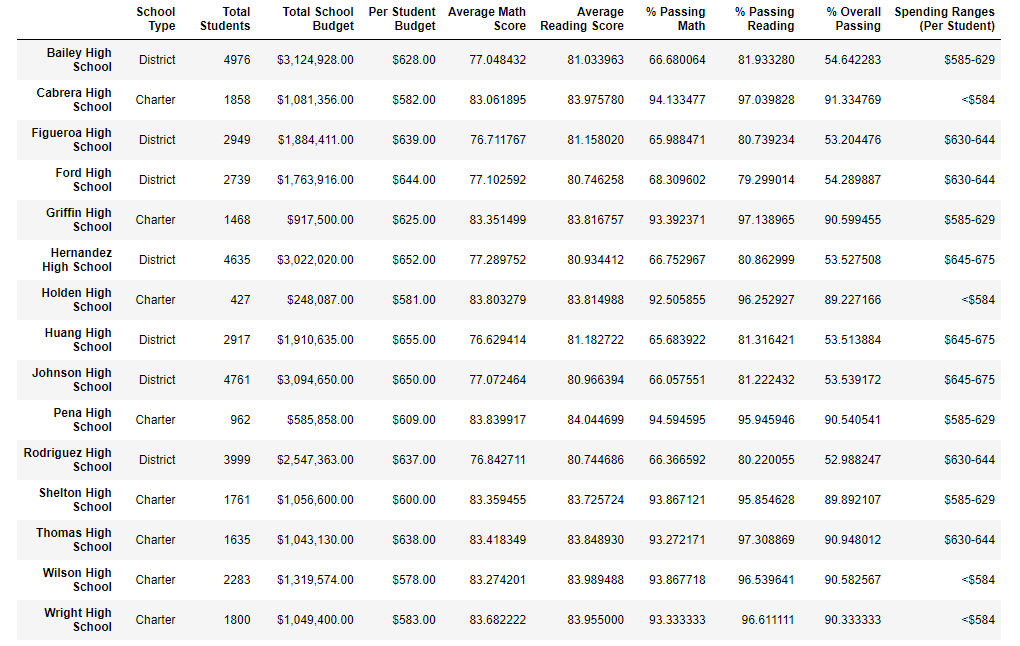 School Type Total Students Total School Budget Per Student Budget Average Math Score Average Reading Score % Passing Math % Passing Reading % Overall Passing Spending Ranges (Per Student)
Bailey High School District 4976 $3,124,928.00 $628.00 77.048432 81.033963 66.680064 81.933280 54.642283 $585-629
Cabrera High School Charter 1858 $1,081,356.00 $582.00 83.061895 83.975780 94.133477 97.039828 91.334769 <$584
Figueroa High School District 2949 $1,884,411.00 $639.00 76.711767 81.158020 65.988471 80.739234 53.204476 $630-644
Ford High School District 2739 $1,763,916.00 $644.00 77.102592 80.746258 68.309602 79.299014 54.289887 $630-644
Griffin High School Charter 1468 $917,500.00 $625.00 83.351499 83.816757 93.392371 97.138965 90.599455 $585-629
Hernandez High School District 4635 $3,022,020.00 $652.00 77.289752 80.934412 66.752967 80.862999 53.527508 $645-675
Holden High School Charter 427 $248,087.00 $581.00 83.803279 83.814988 92.505855 96.252927 89.227166 <$584
Huang High School District 2917 $1,910,635.00 $655.00 76.629414 81.182722 65.683922 81.316421 53.513884 $645-675
Johnson High School District 4761 $3,094,650.00 $650.00 77.072464 80.966394 66.057551 81.222432 53.539172 $645-675
Pena High School Charter 962 $585,858.00 $609.00 83.839917 84.044699 94.594595 95.945946 90.540541 $585-629
Rodriguez High School District 3999 $2,547,363.00 $637.00 76.842711 80.744686 66.366592 80.220055 52.988247 $630-644
Shelton High School Charter 1761 $1,056,600.00 $600.00 83.359455 83.725724 93.867121 95.854628 89.892107 $585-629
Thomas High School Charter 1635 $1,043,130.00 $638.00 83.418349 83.848930 93.272171 97.308869 90.948012 $630-644
Wilson High School Charter 2283 $1,319,574.00 $578.00 83.274201 83.989488 93.867718 96.539641 90.582567 <$584
Wright High School Charter 1800 $1,049,400.00 $583.00 83.682222 83.955000 93.333333 96.611111 90.333333 <$584